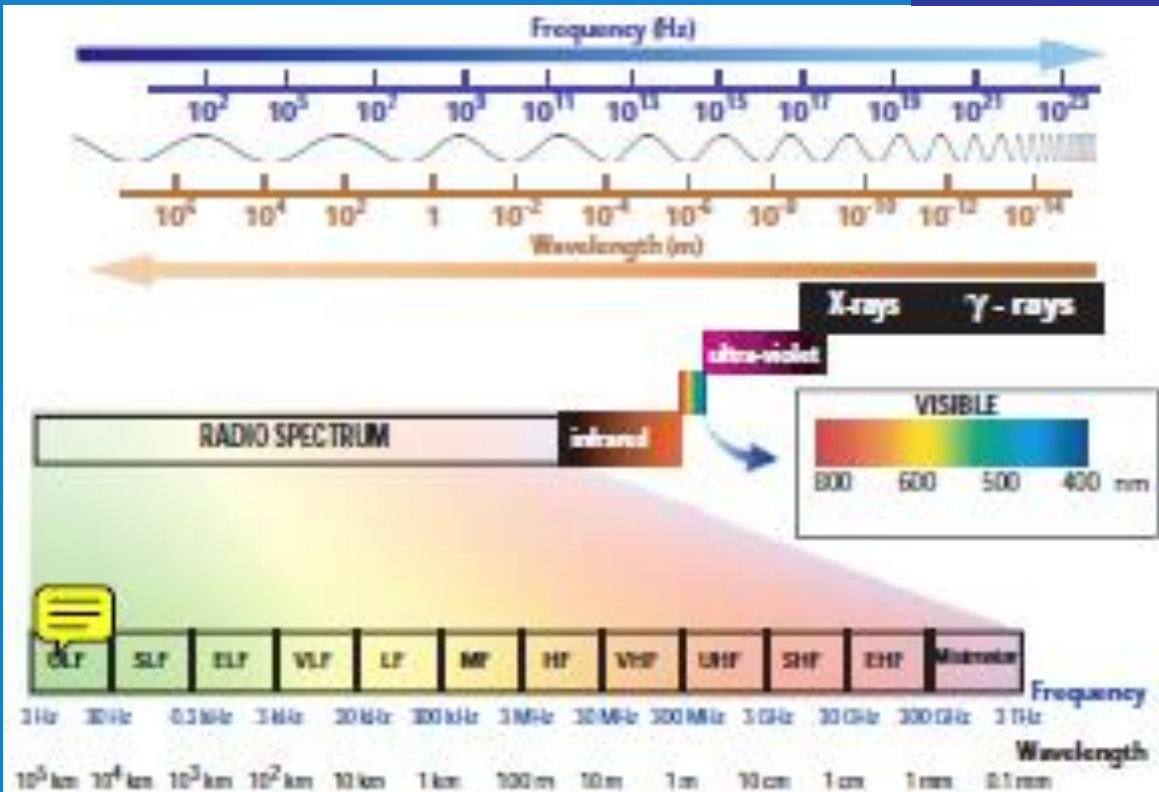 Frequency (Hz)
10² 10⁵ 10⁷ 10⁹ 10¹¹ 10¹³ 10¹⁵ 10¹⁷ 10¹⁹ 10²¹ 10²³
10⁶ 10⁴ 10² 1 10⁻² 10⁻⁴ 10⁻⁶ 10⁻⁸ 10⁻¹⁰ 10⁻¹² 10⁻¹⁴
Wavelength (m)
X-rays γ - rays
ultra-violet
VISIBLE
RADIO SPECTRUM infrared
800 600 500 400 nm
SLF ELF VLF LF MF HF VHF UHF SHF EHF
Frequency
3 Hz 30 Hz 0.3 kHz 3 kHz 30 kHz 300 kHz 3 MHz 30 MHz 300 MHz 3 GHz 30 GHz 300 GHz 3 THz
Wavelength
10⁵ km 10⁴ km 10³ km 10² km 10 km 1 km 100 m 10 m 1 m 10 cm 1 cm 1 mm 0.1 mm